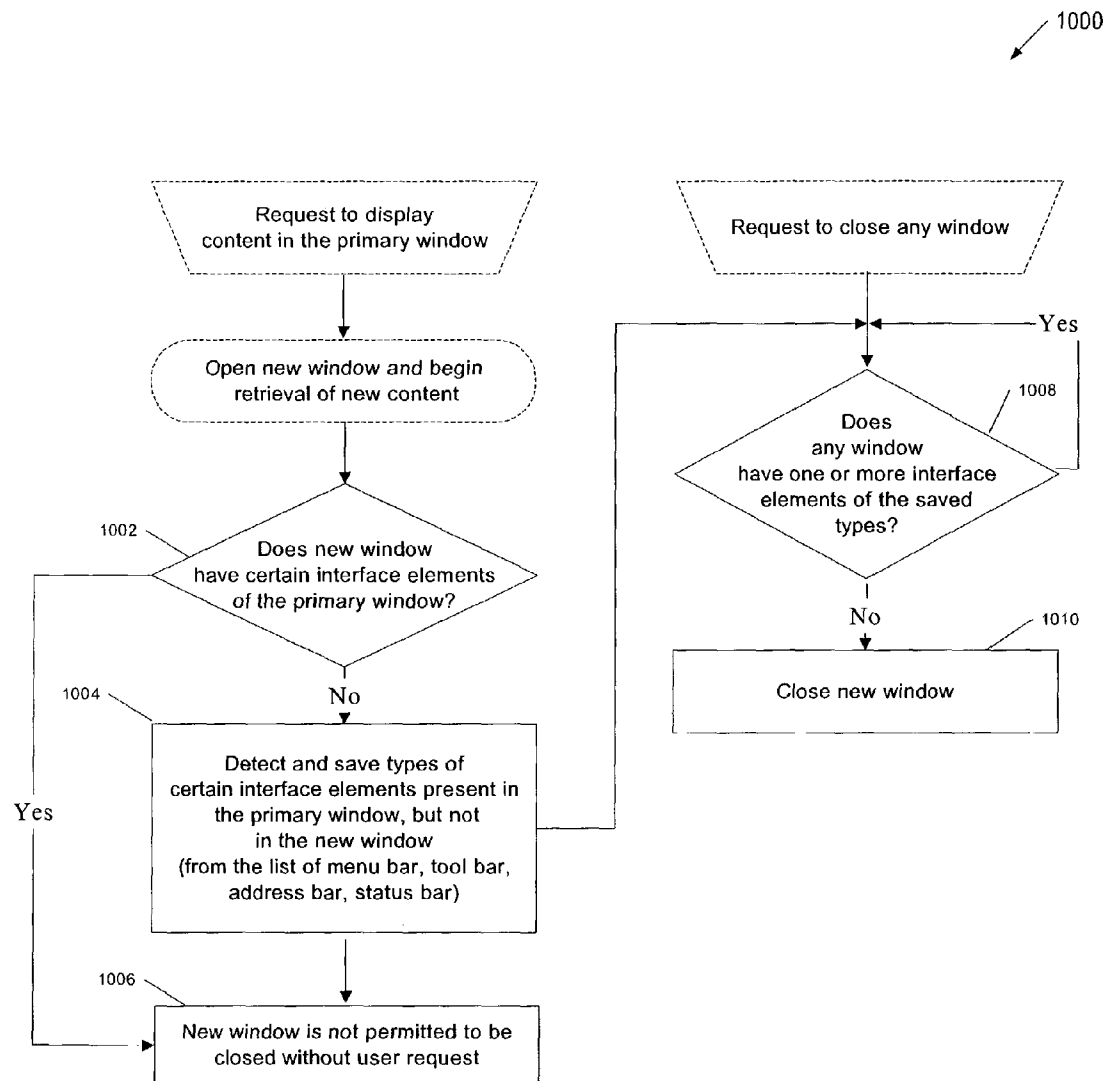 1000
Request to display
content in the primary window
Open new window and begin
retrieval of new content
1002
Does new window
have certain interface elements
of the primary window?
No
Yes
1004
Detect and save types of
certain interface elements present in
the primary window, but not
in the new window
(from the list of menu bar, tool bar,
address bar, status bar)
1006
New window is not permitted to be
closed without user request
Request to close any window
Yes
1008
Does
any window
have one or more interface
elements of the saved
types?
No
1010
Close new window